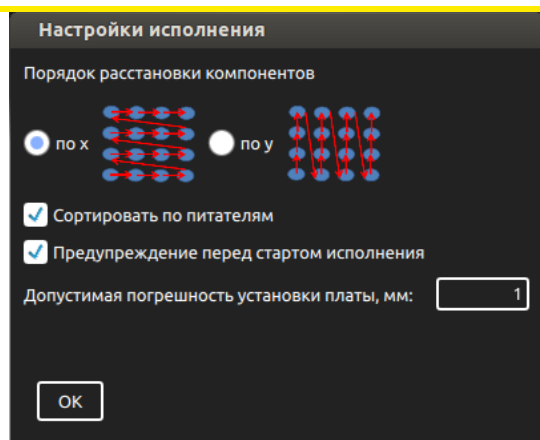 Настройки исполнения
Порядок расстановки компонентов
по x
по y
Сортировать по питателям
Предупреждение перед стартом исполнения
Допустимая погрешность установки платы, мм: 1
OK